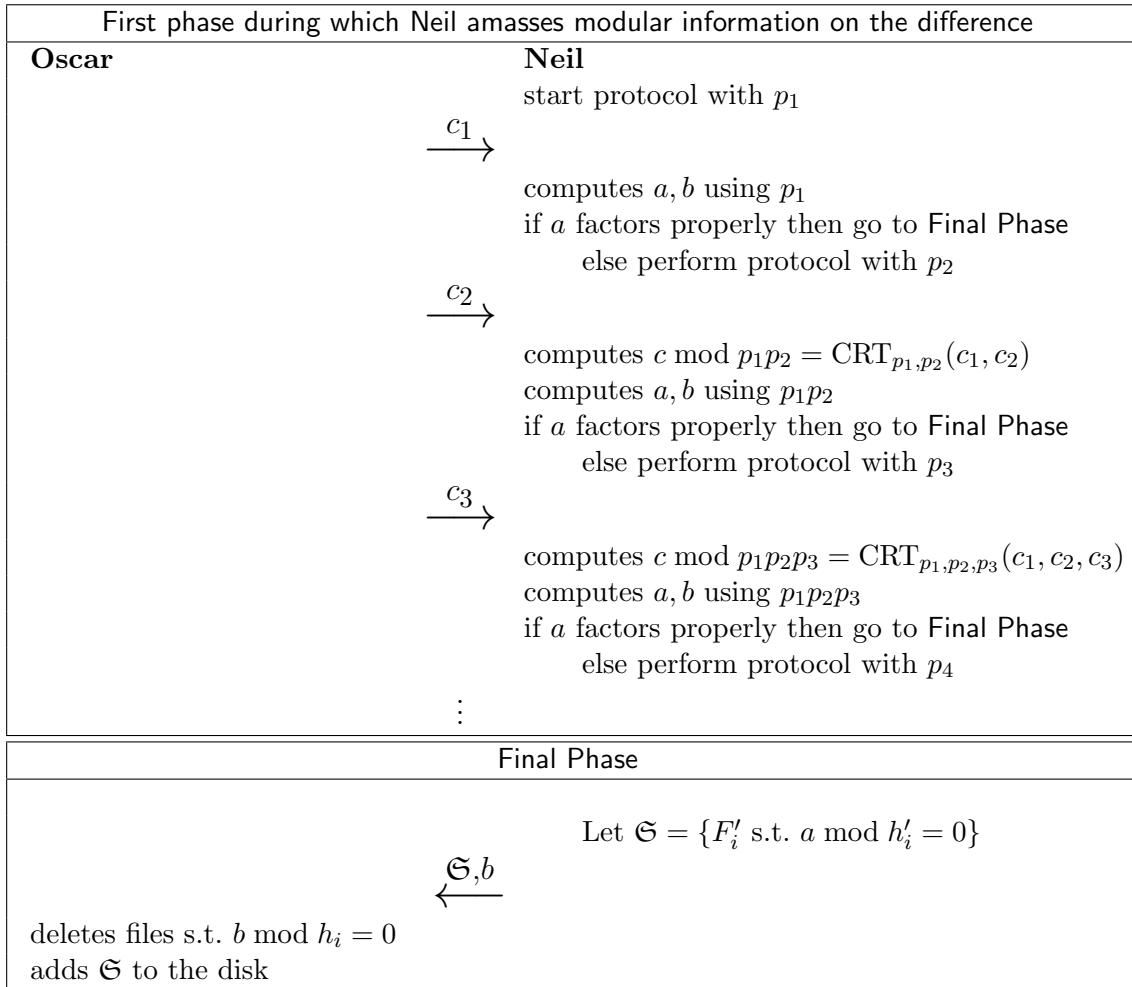 First phase during which Neil amasses modular information on the difference
Oscar Neil
start protocol with p₁
c₁
computes a, b using p₁
if a factors properly then go to Final Phase
else perform protocol with p₂
c₂
computes c mod p₁p₂ = CRT_{p₁,p₂}(c₁, c₂)
computes a, b using p₁p₂
if a factors properly then go to Final Phase
else perform protocol with p₃
c₃
computes c mod p₁p₂p₃ = CRT_{p₁,p₂,p₃}(c₁, c₂, c₃)
computes a, b using p₁p₂p₃
if a factors properly then go to Final Phase
else perform protocol with p₄
⋮
Final Phase
Let 𝔖 = {F′ᵢ s.t. a mod h′ᵢ = 0}
𝔖,b
deletes files s.t. b mod hᵢ = 0
adds 𝔖 to the disk